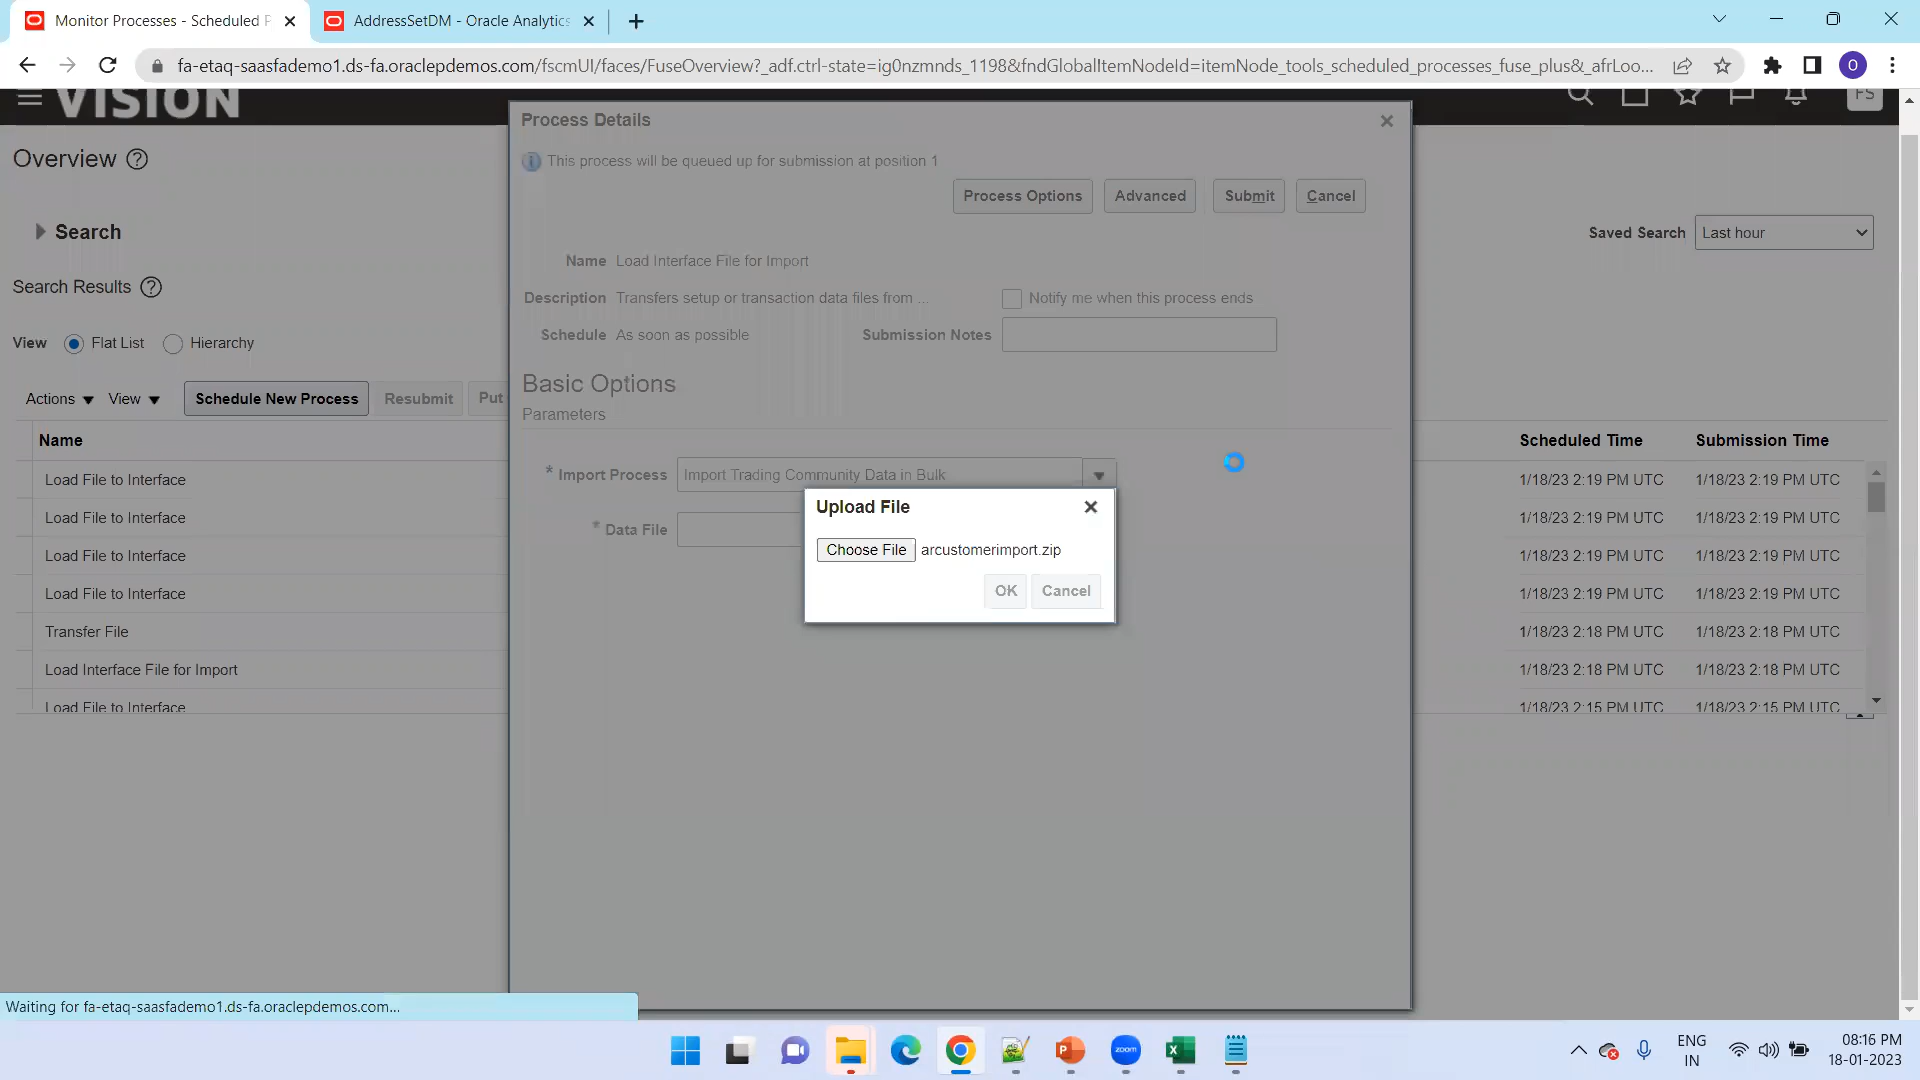 Monitor Processes - Scheduled P
AddressSetDM - Oracle Analytics
fa-etaq-saasfademo1.ds-fa.oraclepdemos.com/fscmUI/faces/FuseOverview?_adf.ctrl-state=ig0nzmnds_1198&fndGlobalItemNodeId=itemNode_tools_scheduled_processes_fuse_plus&_afrLoo...
O
VISION
FS
Process Details
This process will be queued up for submission at position 1
Process Options Advanced Submit Cancel
Overview
Search
Saved Search Last hour
Name Load Interface File for Import
Search Results
Description Transfers setup or transaction data files from ...
Notify me when this process ends
Schedule As soon as possible
Submission Notes
View Flat List Hierarchy
Basic Options
Parameters
Actions View Schedule New Process Resubmit Put
Name Scheduled Time Submission Time
Import Process Import Trading Community Data in Bulk
Data File
Upload File
Choose File arcustomerimport.zip
OK Cancel
Load File to Interface 1/18/23 2:19 PM UTC 1/18/23 2:19 PM UTC
Load File to Interface 1/18/23 2:19 PM UTC 1/18/23 2:19 PM UTC
Load File to Interface 1/18/23 2:19 PM UTC 1/18/23 2:19 PM UTC
Load File to Interface 1/18/23 2:19 PM UTC 1/18/23 2:19 PM UTC
Transfer File 1/18/23 2:18 PM UTC 1/18/23 2:18 PM UTC
Load Interface File for Import 1/18/23 2:18 PM UTC 1/18/23 2:18 PM UTC
Load File to Interface 1/18/23 2:15 PM UTC 1/18/23 2:15 PM UTC
Waiting for fa-etaq-saasfademo1.ds-fa.oraclepdemos.com...
zoom
ENG
IN
08:16 PM
18-01-2023